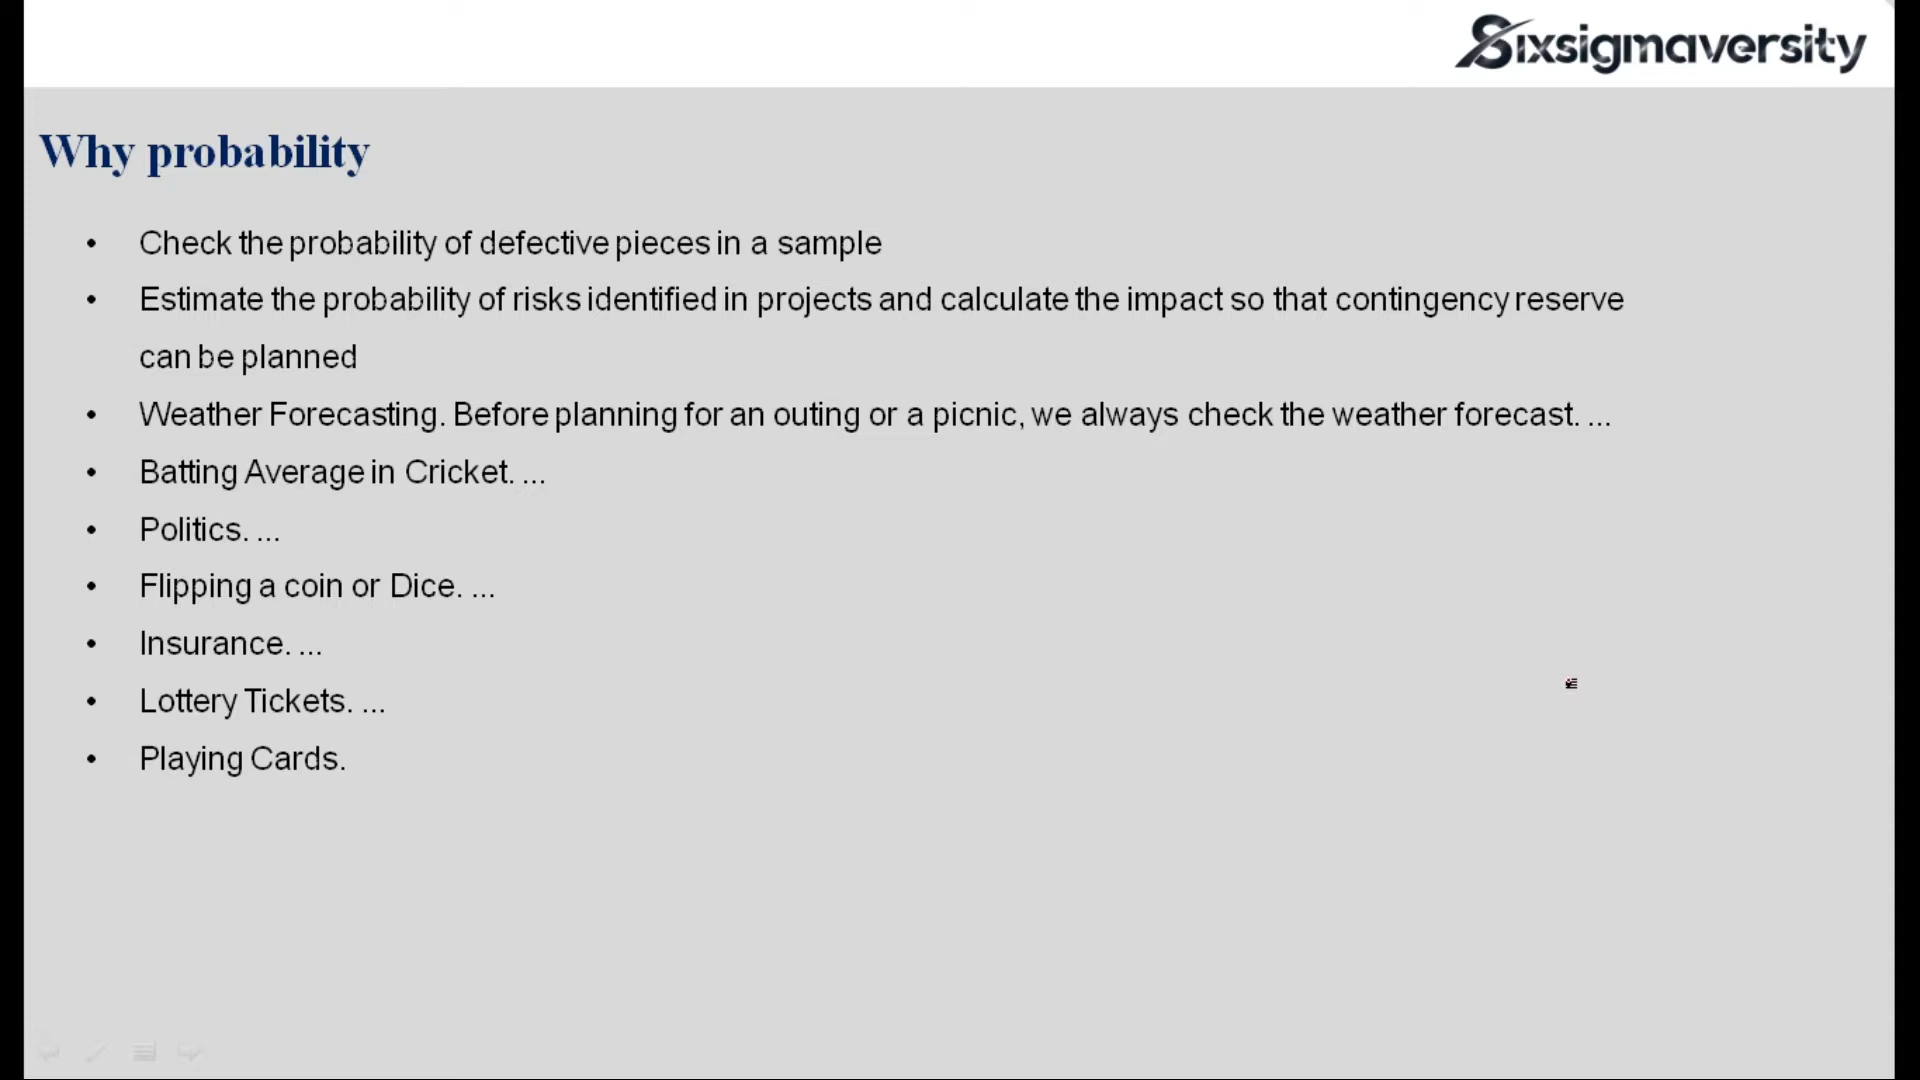 Sixsigmaversity
Why probability
• Check the probability of defective pieces in a sample
• Estimate the probability of risks identified in projects and calculate the impact so that contingency reserve
can be planned
• Weather Forecasting. Before planning for an outing or a picnic, we always check the weather forecast. ...
• Batting Average in Cricket. ...
• Politics. ...
• Flipping a coin or Dice. ...
• Insurance. ...
• Lottery Tickets. ...
• Playing Cards.